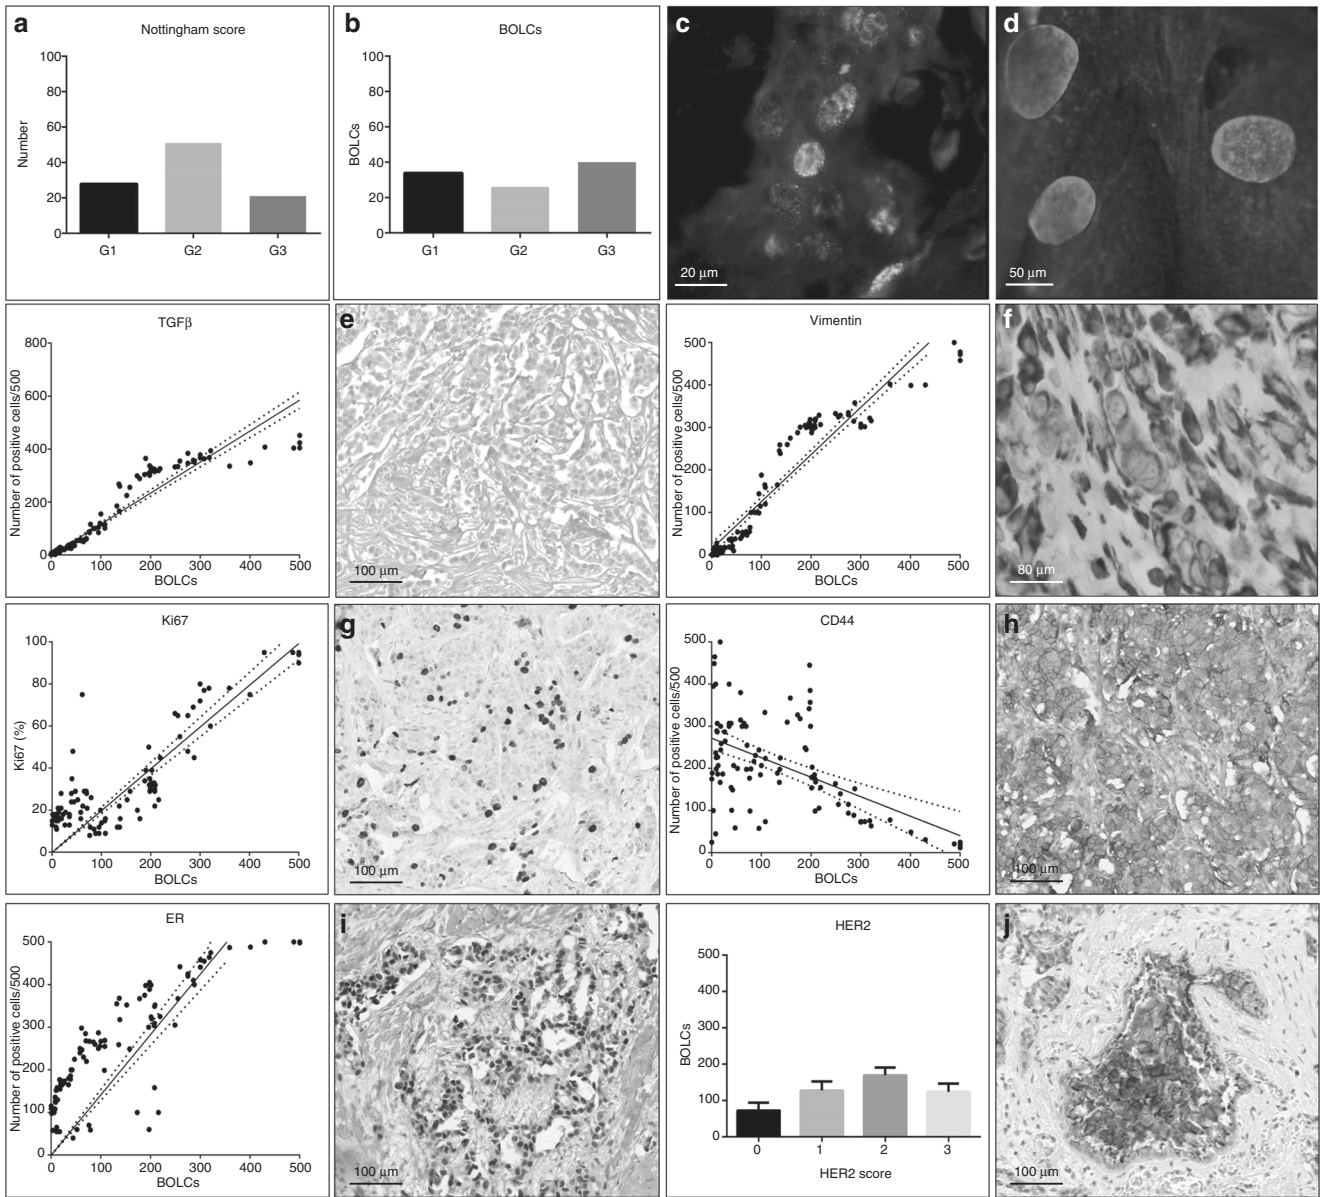 a
Nottingham score
Number
100
80
60
40
20
0
G1 G2 G3
b
BOLCs
BOLCs
100
80
60
40
20
0
G1 G2 G3
c
20 μm
d
50 μm
TGFβ
Number of positive cells/500
800
600
400
200
0
0 100 200 300 400 500
BOLCs
e
100 μm
Vimentin
Number of positive cells/500
500
400
300
200
100
0
0 100 200 300 400 500
BOLCs
f
80 μm
Ki67
Ki67 (%)
100
80
60
40
20
0
0 100 200 300 400 500
BOLCs
g
100 μm
CD44
Number of positive cells/500
500
400
300
200
100
0
0 100 200 300 400 500
BOLCs
h
100 μm
ER
Number of positive cells/500
500
400
300
200
100
0
0 100 200 300 400 500
BOLCs
i
100 μm
HER2
BOLCs
500
400
300
200
100
0
0 1 2 3
HER2 score
j
100 μm